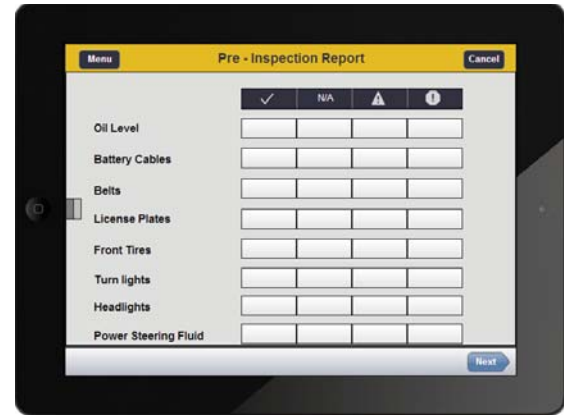 Menu
Pre - Inspection Report
Cancel
N/A
Oil Level
Battery Cables
Belts
License Plates
Front Tires
Turn lights
Headlights
Power Steering Fluid
Next